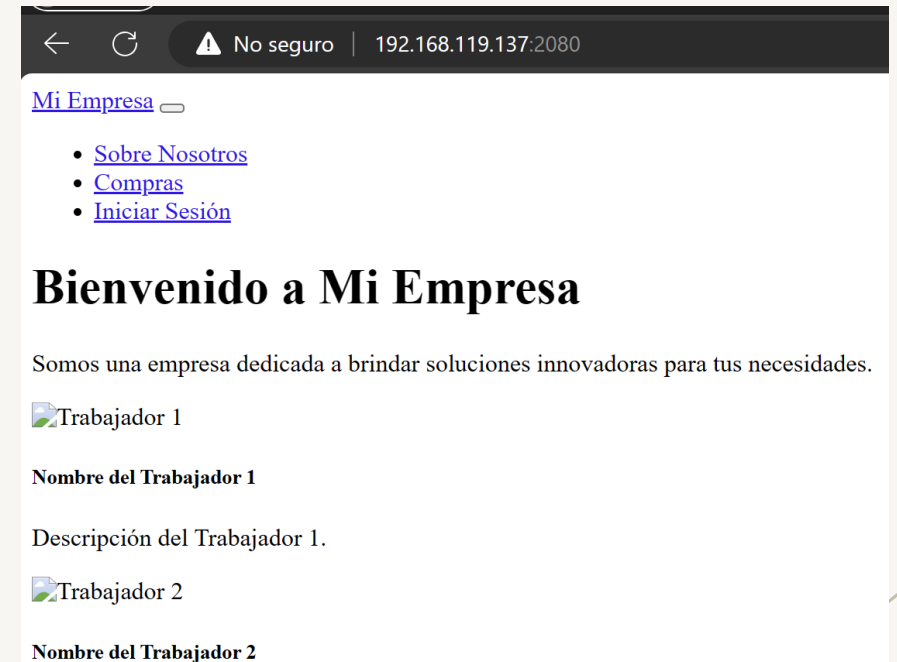 No seguro | 192.168.119.137:2080
Mi Empresa
Sobre Nosotros
Compras
Iniciar Sesión
Bienvenido a Mi Empresa
Somos una empresa dedicada a brindar soluciones innovadoras para tus necesidades.
Trabajador 1
Nombre del Trabajador 1
Descripción del Trabajador 1.
Trabajador 2
Nombre del Trabajador 2